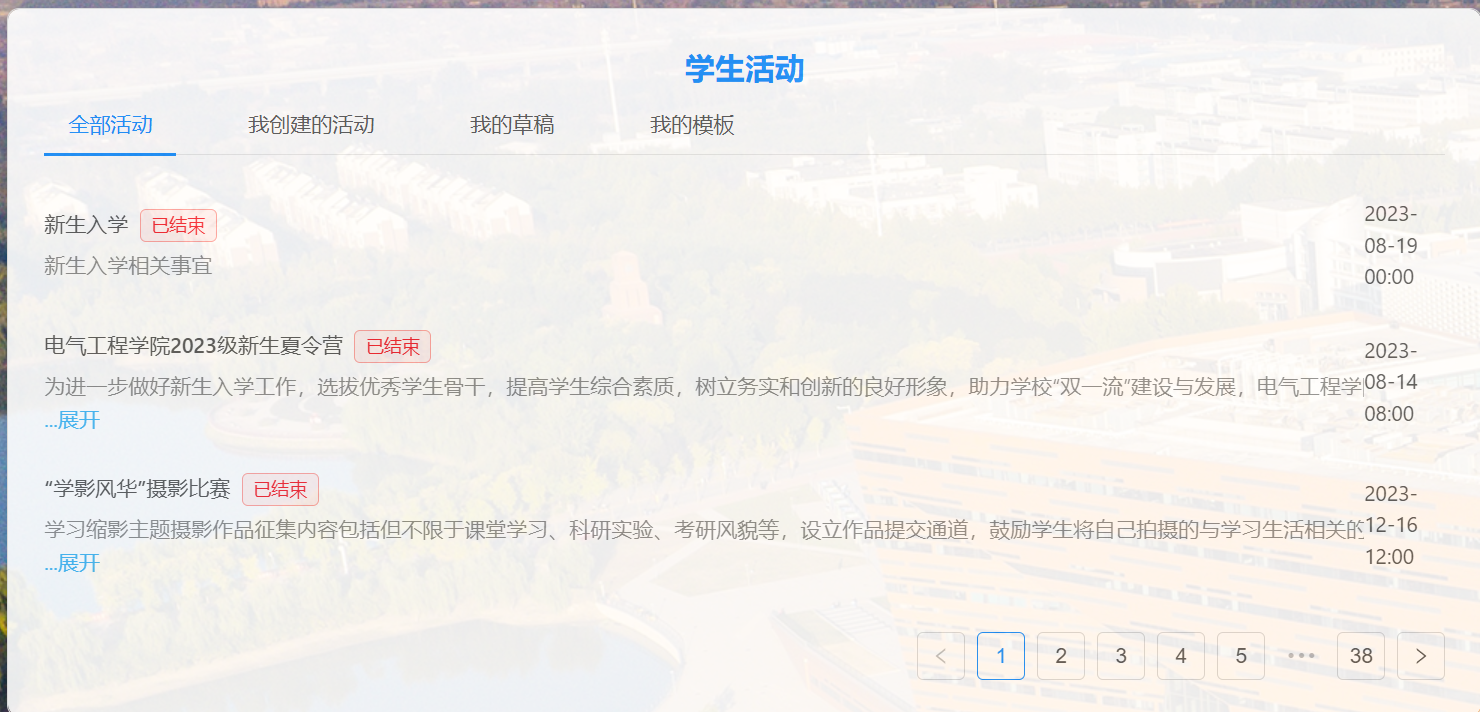 学生活动
全部活动
我创建的活动
我的草稿
我的模板
新生入学
已结束
新生入学相关事宜
2023-
08-19
00:00
电气工程学院2023级新生夏令营
已结束
为进一步做好新生入学工作，选拔优秀学生骨干，提高学生综合素质，树立务实和创新的良好形象，助力学校“双一流”建设与发展，电气工程学
...展开
2023-
08-14
08:00
“学影风华”摄影比赛
已结束
学习缩影主题摄影作品征集内容包括但不限于课堂学习、科研实验、考研风貌等，设立作品提交通道，鼓励学生将自己拍摄的与学习生活相关的
...展开
2023-
12-16
12:00
< 1 2 3 4 5 ••• 38 >